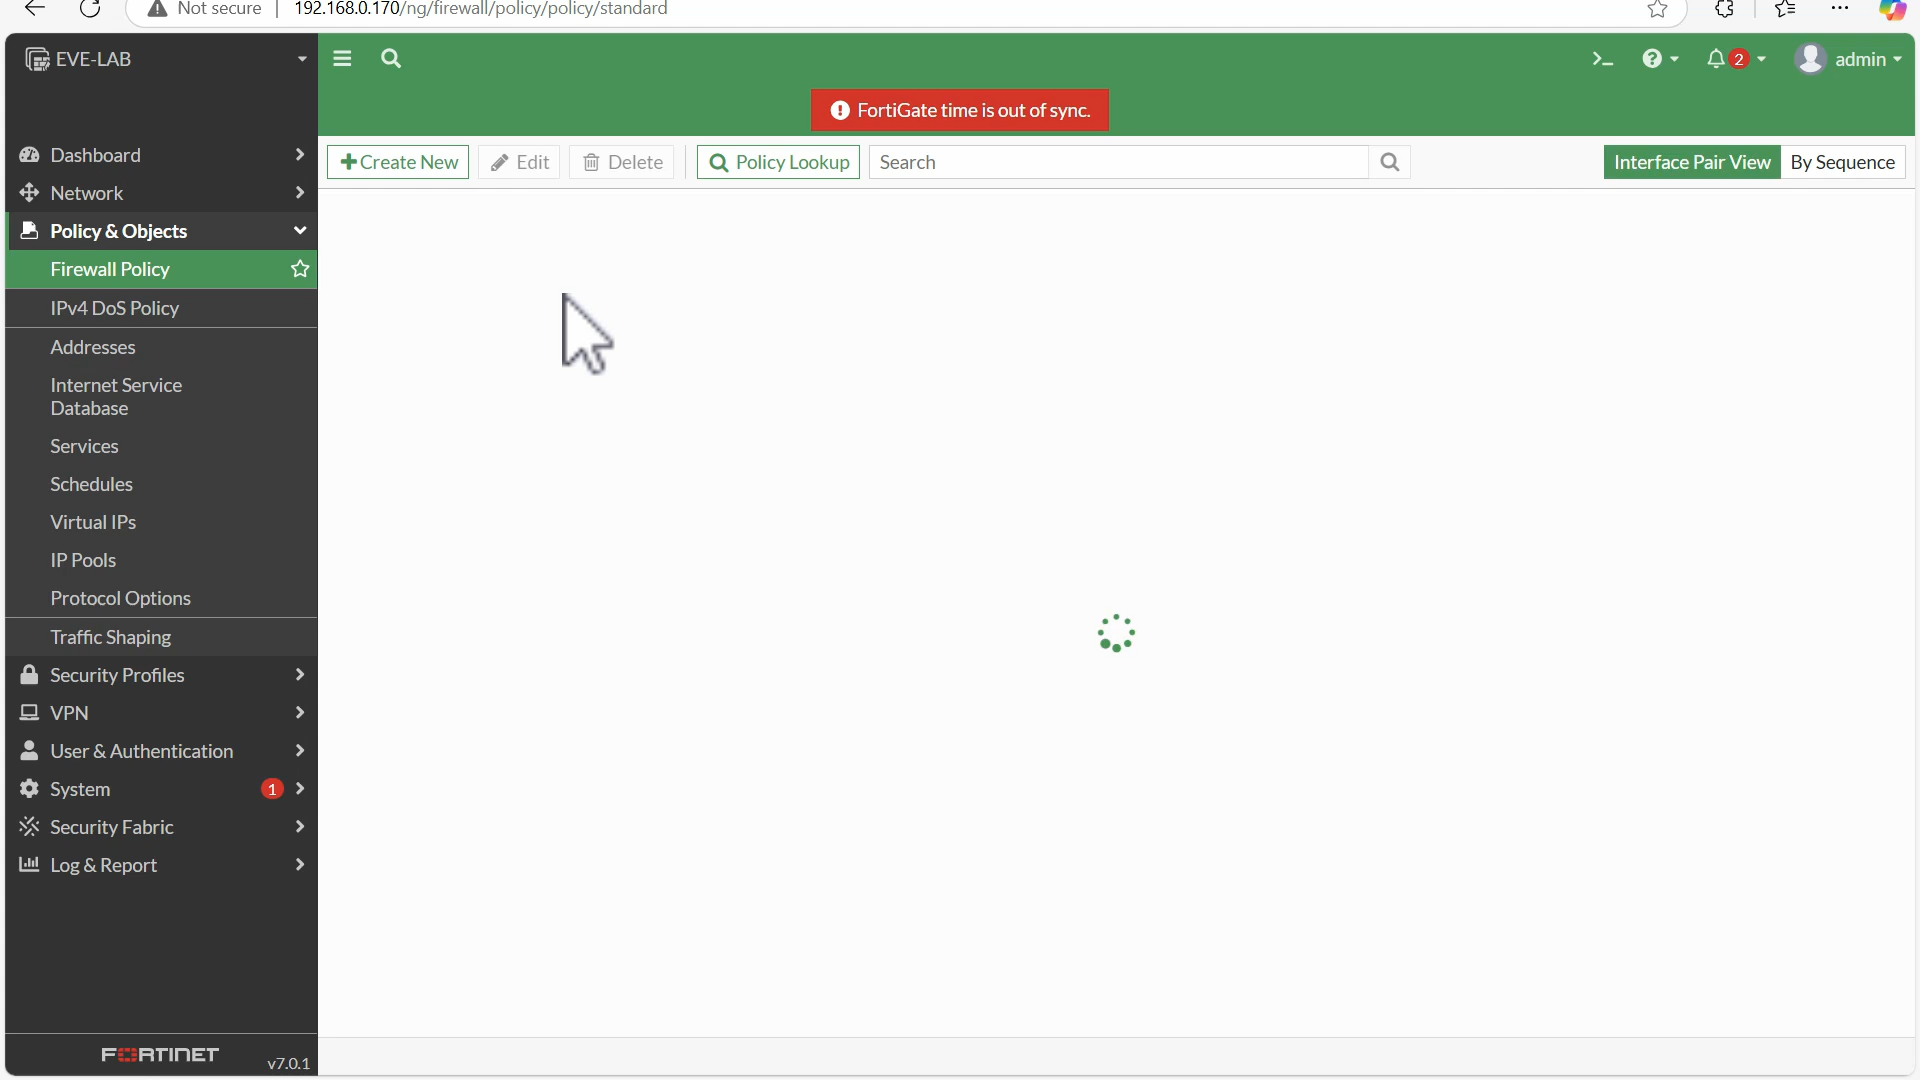 Not secure
192.168.0.170/ng/firewall/policy/policy/standard
EVE-LAB
2
admin
FortiGate time is out of sync.
Create New
Edit
Delete
Policy Lookup
Search
Interface Pair View
By Sequence
Dashboard
Network
Policy & Objects
Firewall Policy
IPv4 DoS Policy
Addresses
Internet Service
Database
Services
Schedules
Virtual IPs
IP Pools
Protocol Options
Traffic Shaping
Security Profiles
VPN
User & Authentication
System
1
Security Fabric
Log & Report
FORTINET
v7.0.1